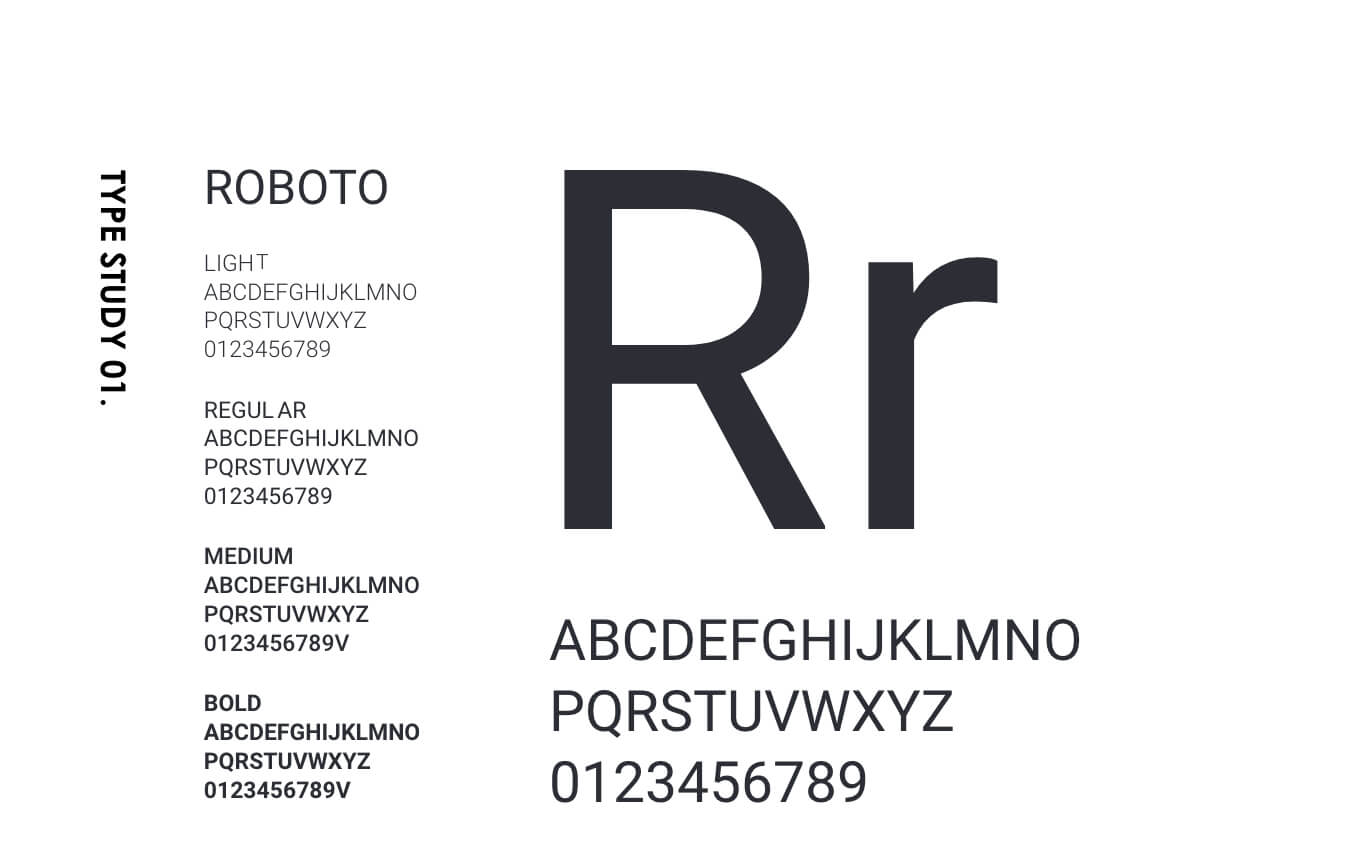 TYPE STUDY 01.
ROBOTO
LIGHT
ABCDEFGHIJKLMNO
PQRSTUVWXYZ
0123456789
REGULAR
ABCDEFGHIJKLMNO
PQRSTUVWXYZ
0123456789
MEDIUM
ABCDEFGHIJKLMNO
PQRSTUVWXYZ
0123456789V
BOLD
ABCDEFGHIJKLMNO
PQRSTUVWXYZ
0123456789V
Rr
ABCDEFGHIJKLMNO
PQRSTUVWXYZ
0123456789